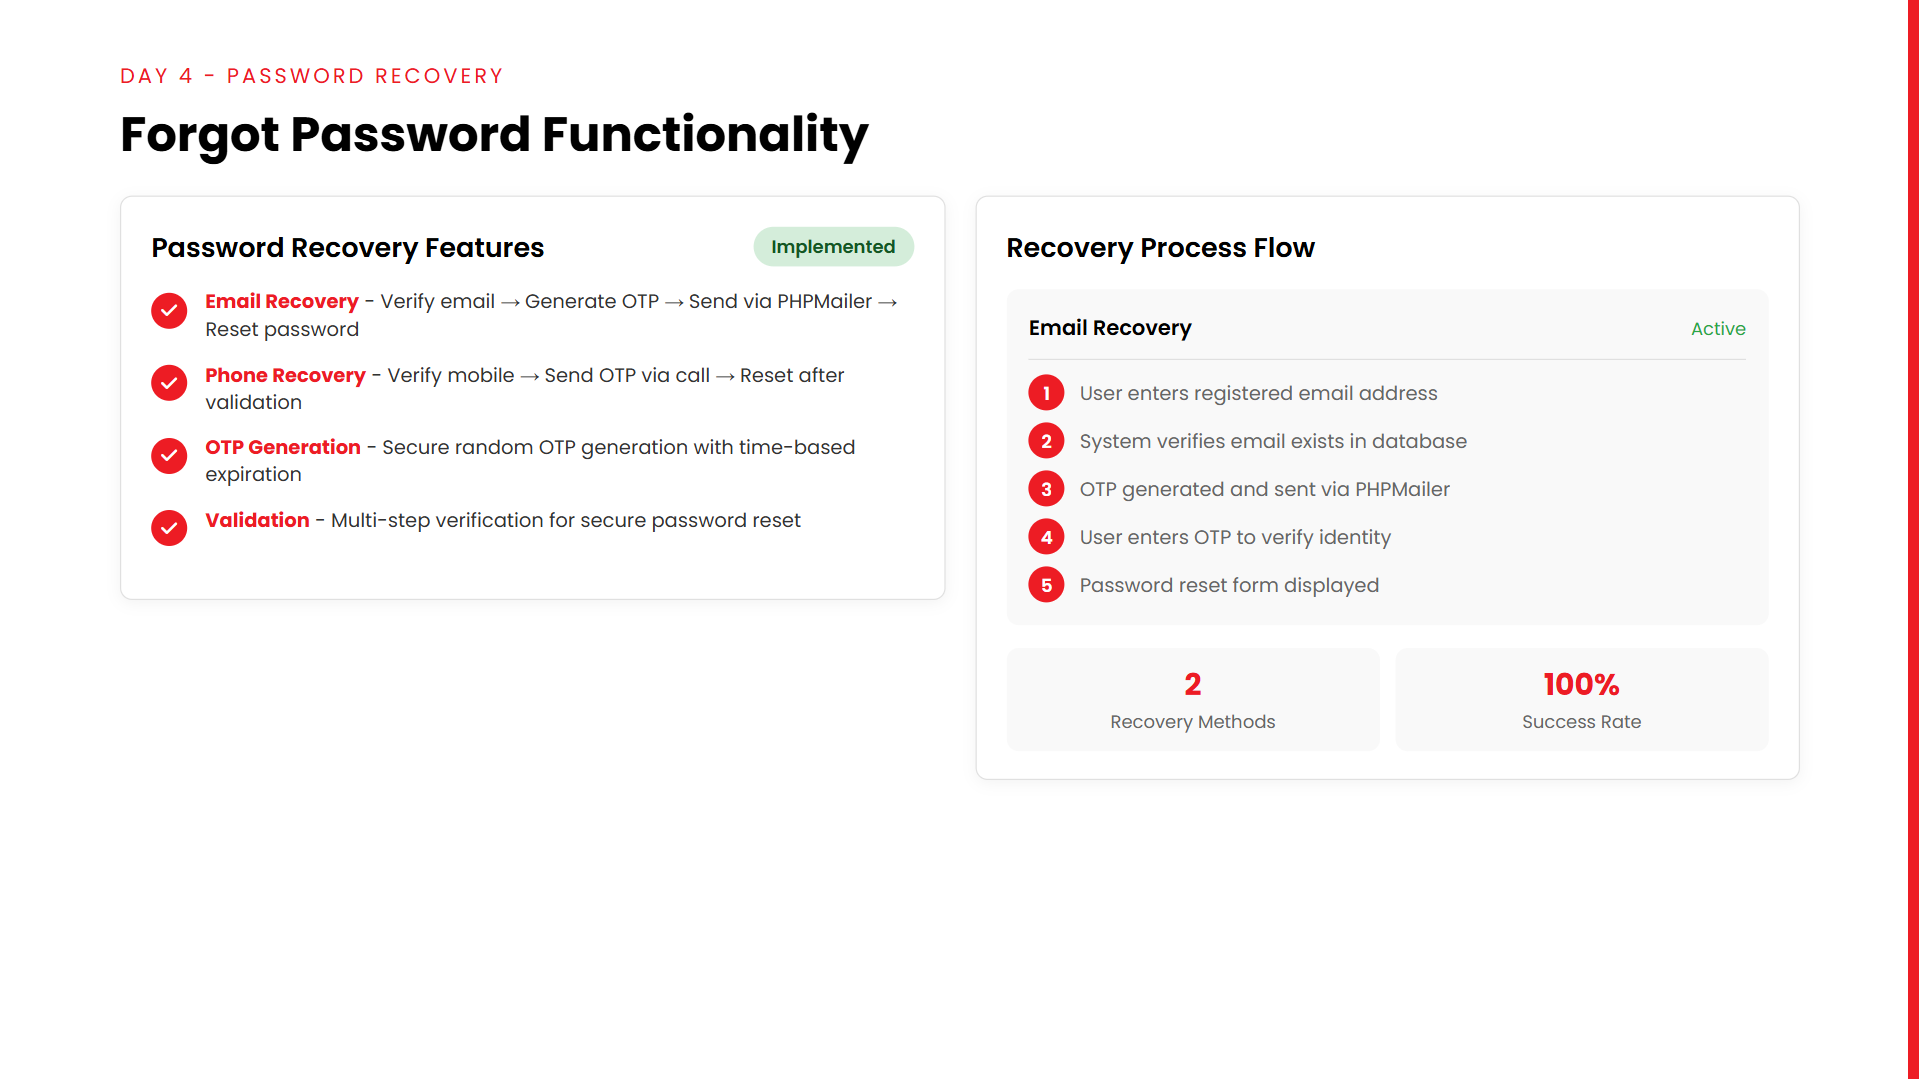 DAY 4 - PASSWORD RECOVERY
Forgot Password Functionality
Password Recovery Features
Implemented
Email Recovery - Verify email → Generate OTP → Send via PHPMailer →
Reset password
Phone Recovery - Verify mobile → Send OTP via call → Reset after
validation
OTP Generation - Secure random OTP generation with time-based
expiration
Validation - Multi-step verification for secure password reset
Recovery Process Flow
Email Recovery
Active
1 User enters registered email address
2 System verifies email exists in database
3 OTP generated and sent via PHPMailer
4 User enters OTP to verify identity
5 Password reset form displayed
2
Recovery Methods
100%
Success Rate